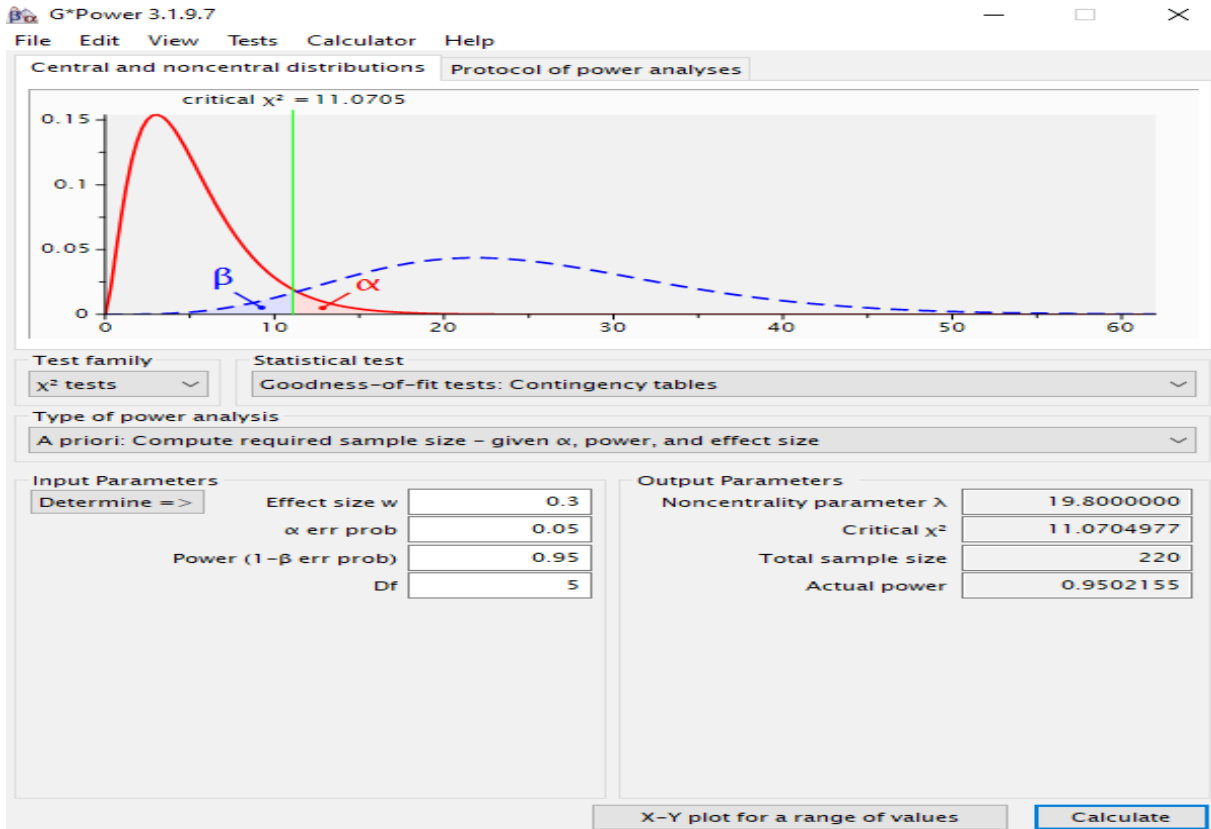 G*Power 3.1.9.7
File Edit View Tests Calculator Help
Central and noncentral distributions Protocol of power analyses
critical χ² = 11.0705
0.15
0.1
0.05
0
β
α
0 10 20 30 40 50 60
Test family Statistical test
χ² tests Goodness-of-fit tests: Contingency tables
Type of power analysis
A priori: Compute required sample size - given α, power, and effect size
Input Parameters Output Parameters
Determine => Effect size w 0.3 Noncentrality parameter λ 19.8000000
α err prob 0.05 Critical χ² 11.0704977
Power (1-β err prob) 0.95 Total sample size 220
Df 5 Actual power 0.9502155
X-Y plot for a range of values Calculate